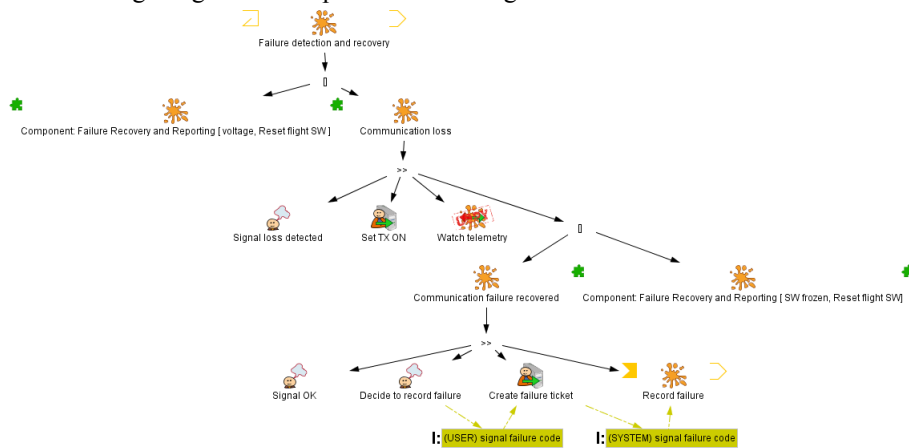 Failure detection and recovery
[]
Component: Failure Recovery and Reporting [ voltage, Reset flight SW ]
Communication loss
>>
Signal loss detected
Set TX ON
Watch telemetry
[]
Communication failure recovered
Component: Failure Recovery and Reporting [ SW frozen, Reset flight SW]
>>
Signal OK
Decide to record failure
Create failure ticket
Record failure
I: (USER) signal failure code
I: (SYSTEM) signal failure code